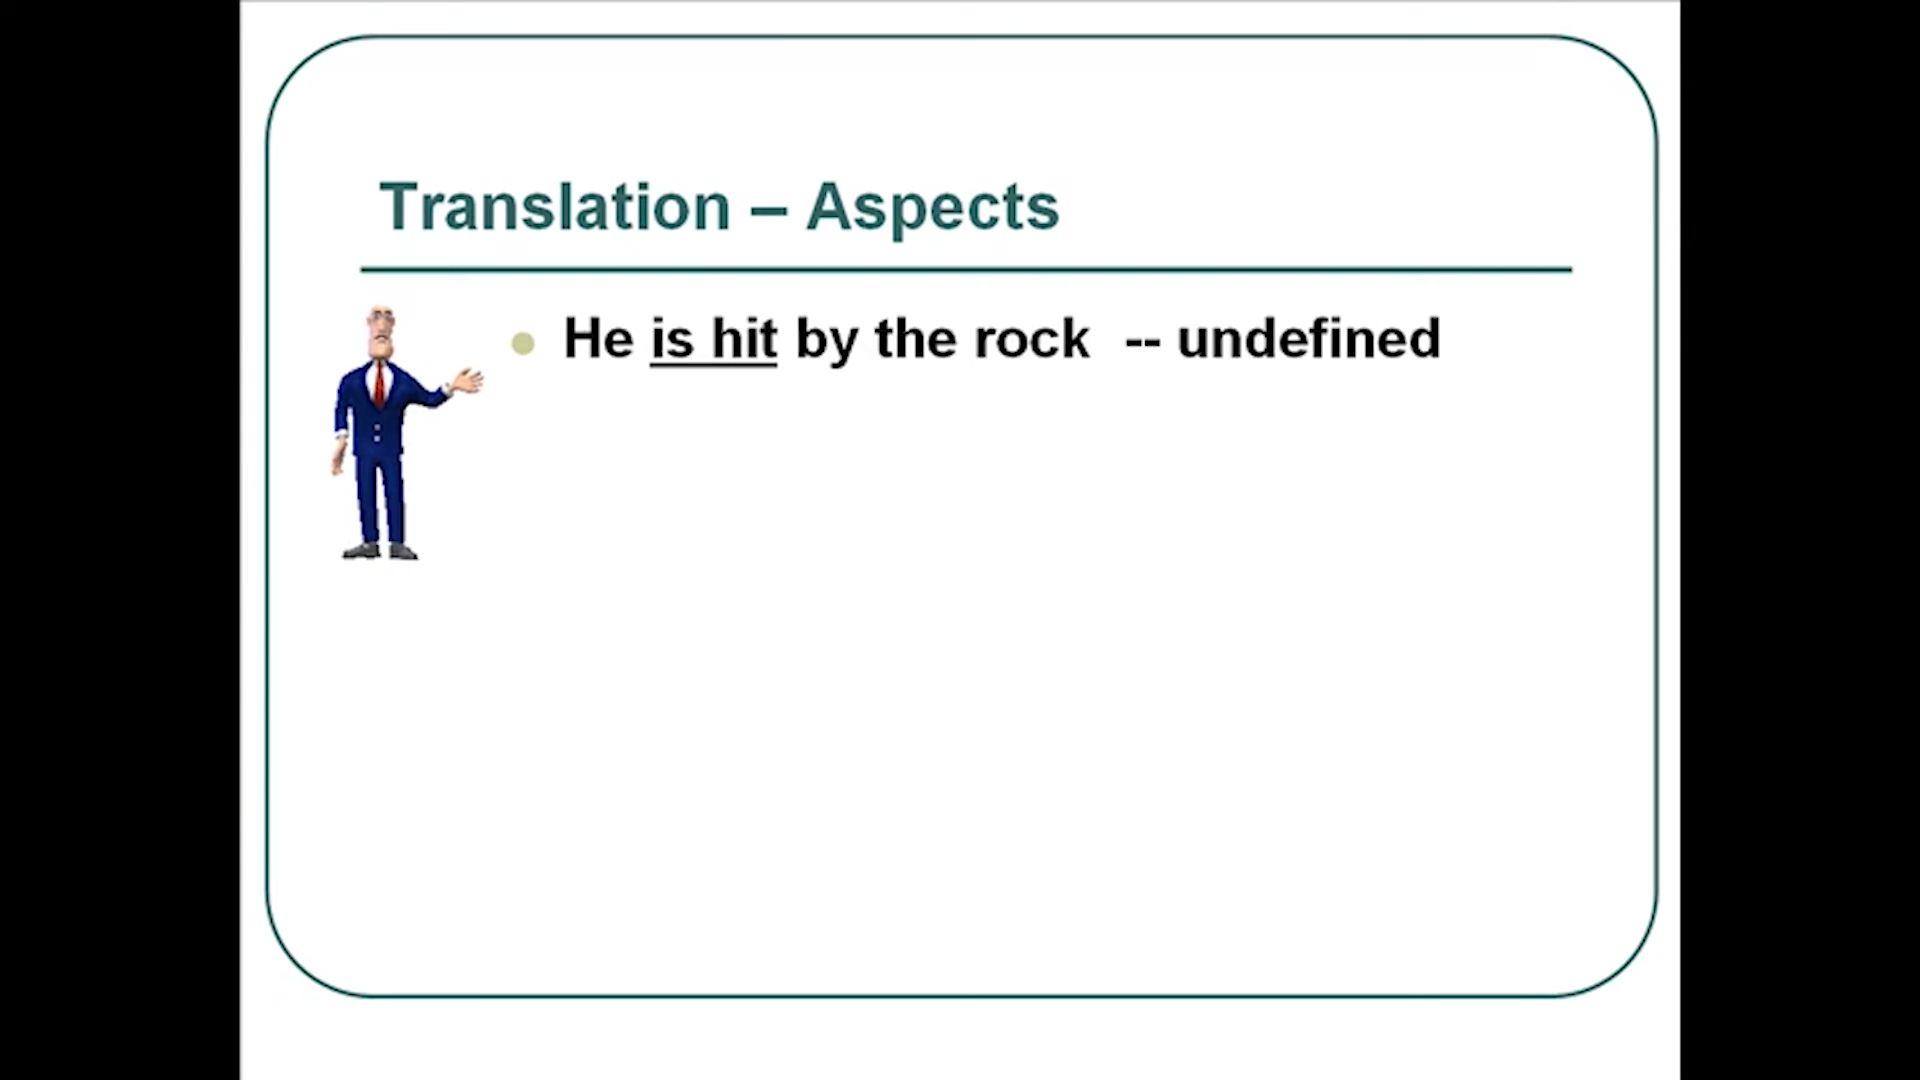 Translation – Aspects
He is hit by the rock -- undefined